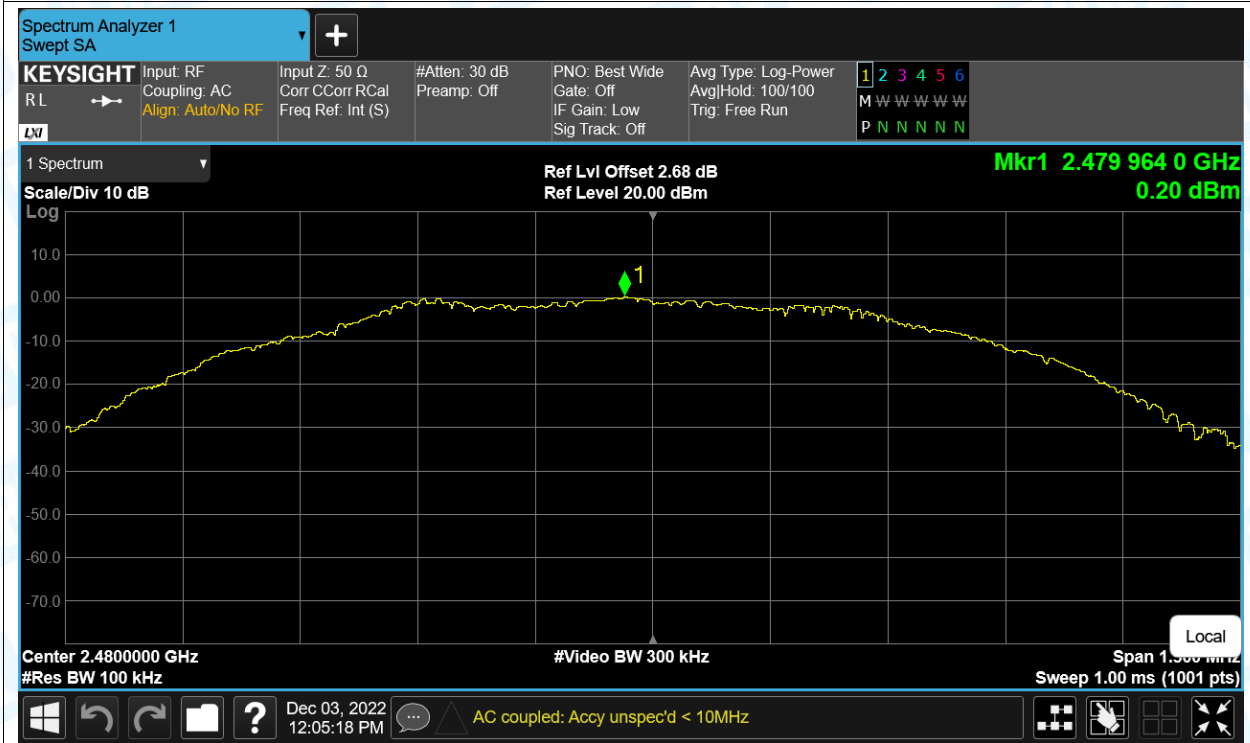 Spectrum Analyzer 1
Swept SA
+
KEYSIGHT
R L
LXI
Input: RF
Coupling: AC
Align: Auto/No RF
Input Z: 50 Ω
Corr CCorr RCal
Freq Ref: Int (S)
#Atten: 30 dB
Preamp: Off
PNO: Best Wide
Gate: Off
IF Gain: Low
Sig Track: Off
Avg Type: Log-Power
Avg|Hold: 100/100
Trig: Free Run
1 2 3 4 5 6
M W W W W W
P N N N N N
1 Spectrum
Scale/Div 10 dB
Ref Lvl Offset 2.68 dB
Ref Level 20.00 dBm
Mkr1 2.479 964 0 GHz
0.20 dBm
Log
10.0
0.00
-10.0
-20.0
-30.0
-40.0
-50.0
-60.0
-70.0
1
Local
Center 2.4800000 GHz
#Video BW 300 kHz
Span
#Res BW 100 kHz
Sweep 1.00 ms (1001 pts)
?
Dec 03, 2022
12:05:18 PM
AC coupled: Accy unspec'd < 10MHz